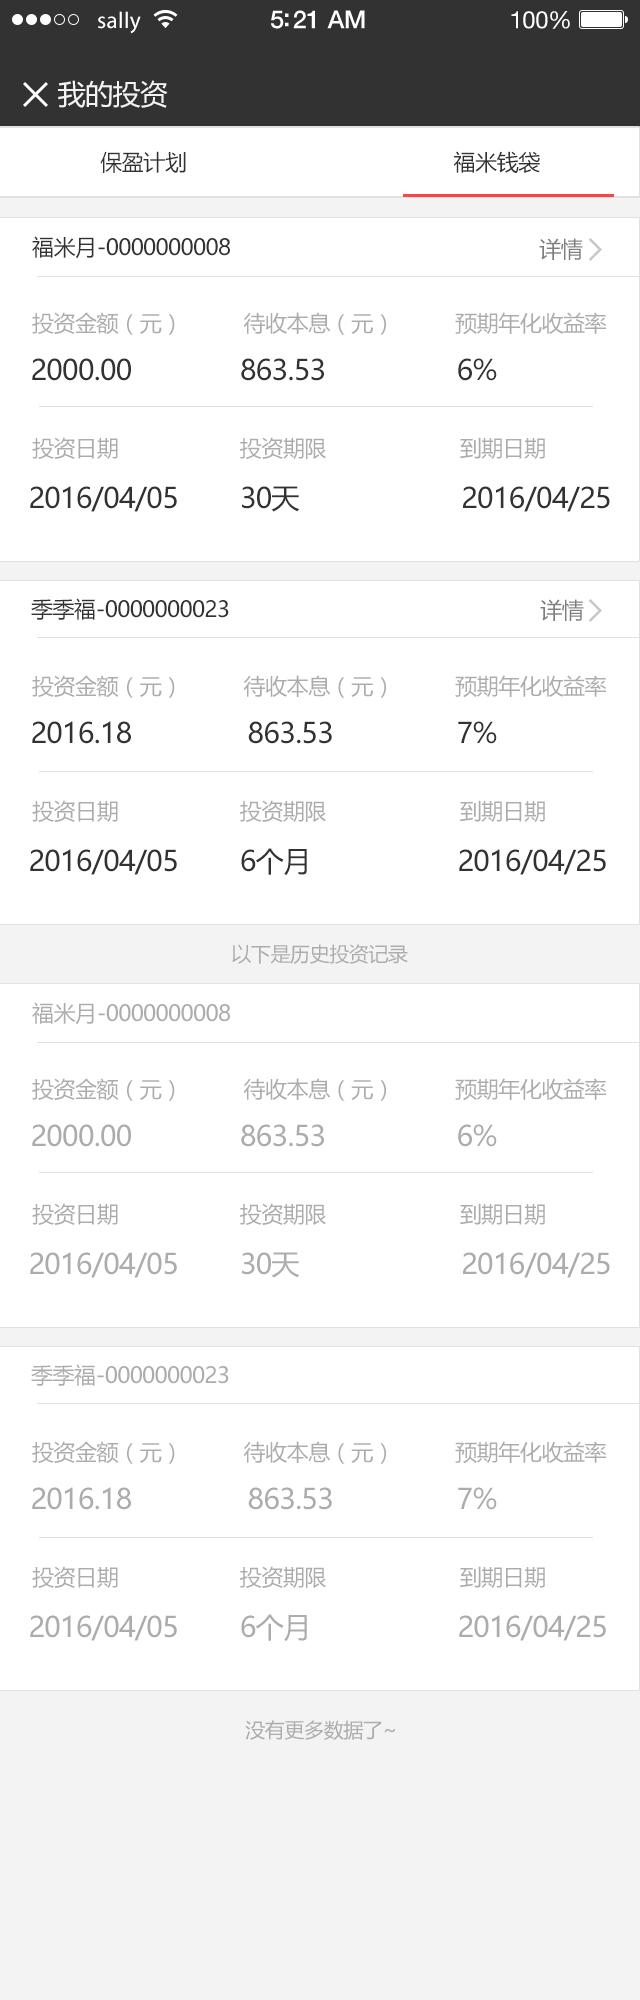 sally 5:21 AM 100%
我的投资
保盈计划 福米钱袋
福米月-0000000008 详情
投资金额（元） 待收本息（元） 预期年化收益率
2000.00 863.53 6%
投资日期 投资期限 到期日期
2016/04/05 30天 2016/04/25
季季福-0000000023 详情
投资金额（元） 待收本息（元） 预期年化收益率
2016.18 863.53 7%
投资日期 投资期限 到期日期
2016/04/05 6个月 2016/04/25
以下是历史投资记录
福米月-0000000008
投资金额（元） 待收本息（元） 预期年化收益率
2000.00 863.53 6%
投资日期 投资期限 到期日期
2016/04/05 30天 2016/04/25
季季福-0000000023
投资金额（元） 待收本息（元） 预期年化收益率
2016.18 863.53 7%
投资日期 投资期限 到期日期
2016/04/05 6个月 2016/04/25
没有更多数据了~